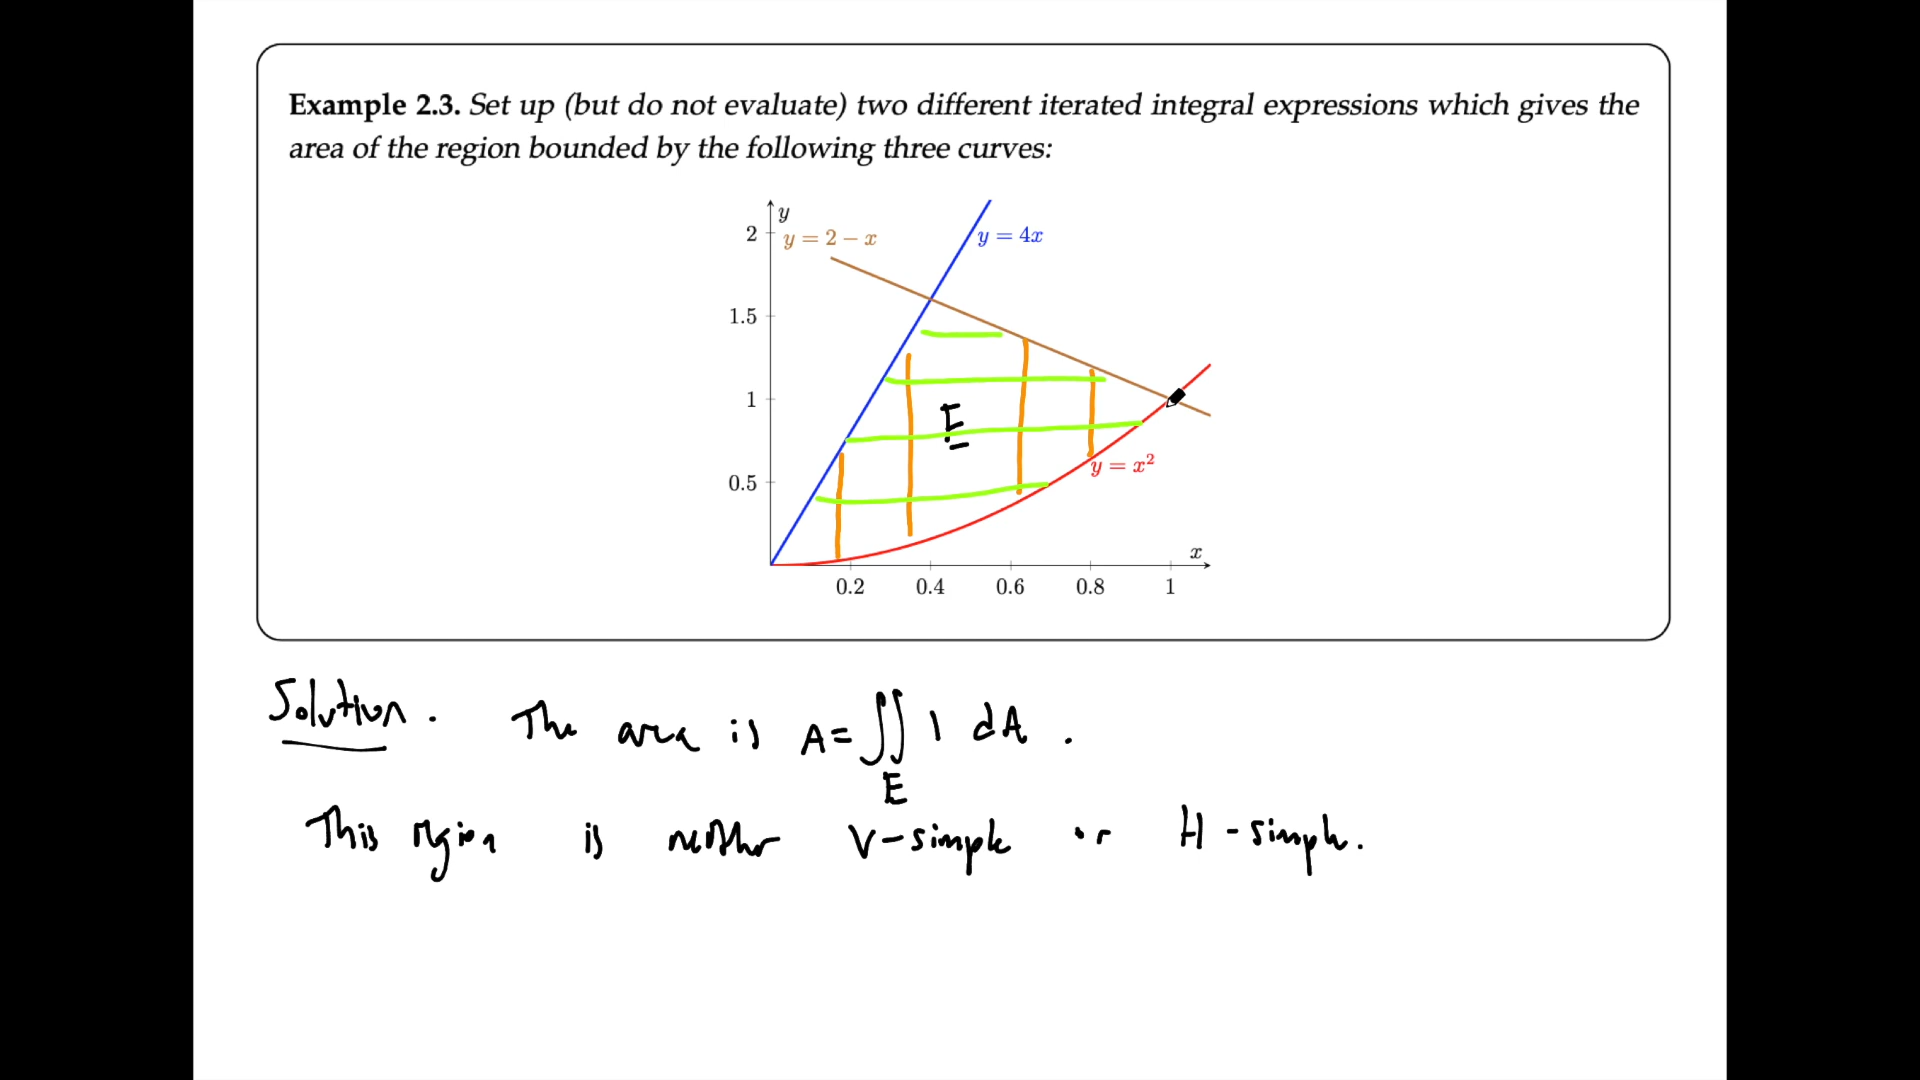 Example 2.3. Set up (but do not evaluate) two different iterated integral expressions which gives the
area of the region bounded by the following three curves:
y
2
y = 2 − x
y = 4x
1.5
1
E
y = x²
0.5
x
0.2 0.4 0.6 0.8 1
Solution. The area is A = ∬ 1 dA .
E
This region is neither V-simple or H-simple.